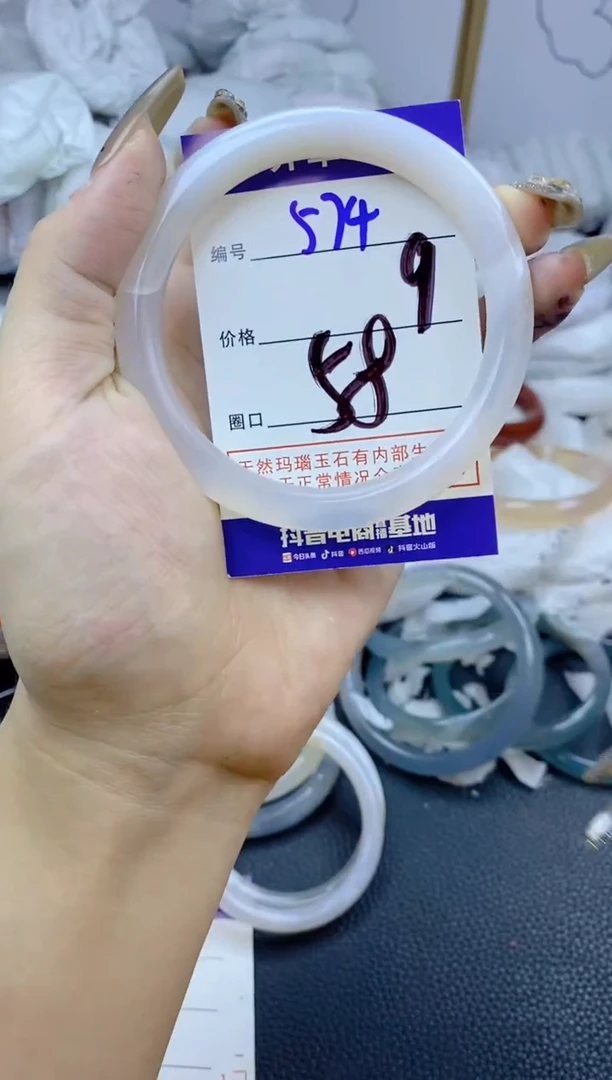 编号 574
价格 9
圈口 58
天然玛瑙玉石有内部生
正常情况
抖音电商 基地
今日头条 抖音 西瓜视频 抖音火山版